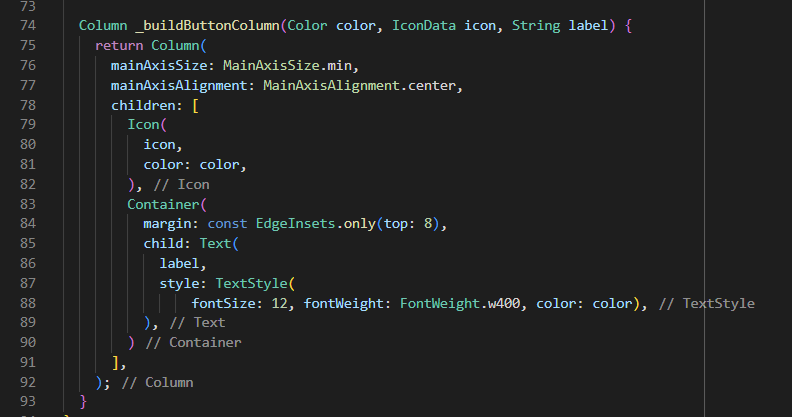 73
74 Column _buildButtonColumn(Color color, IconData icon, String label) {
75 return Column(
76 mainAxisSize: MainAxisSize.min,
77 mainAxisAlignment: MainAxisAlignment.center,
78 children: [
79 Icon(
80 icon,
81 color: color,
82 ), // Icon
83 Container(
84 margin: const EdgeInsets.only(top: 8),
85 child: Text(
86 label,
87 style: TextStyle(
88 fontSize: 12, fontWeight: FontWeight.w400, color: color), // TextStyle
89 ), // Text
90 ) // Container
91 ],
92 ); // Column
93 }